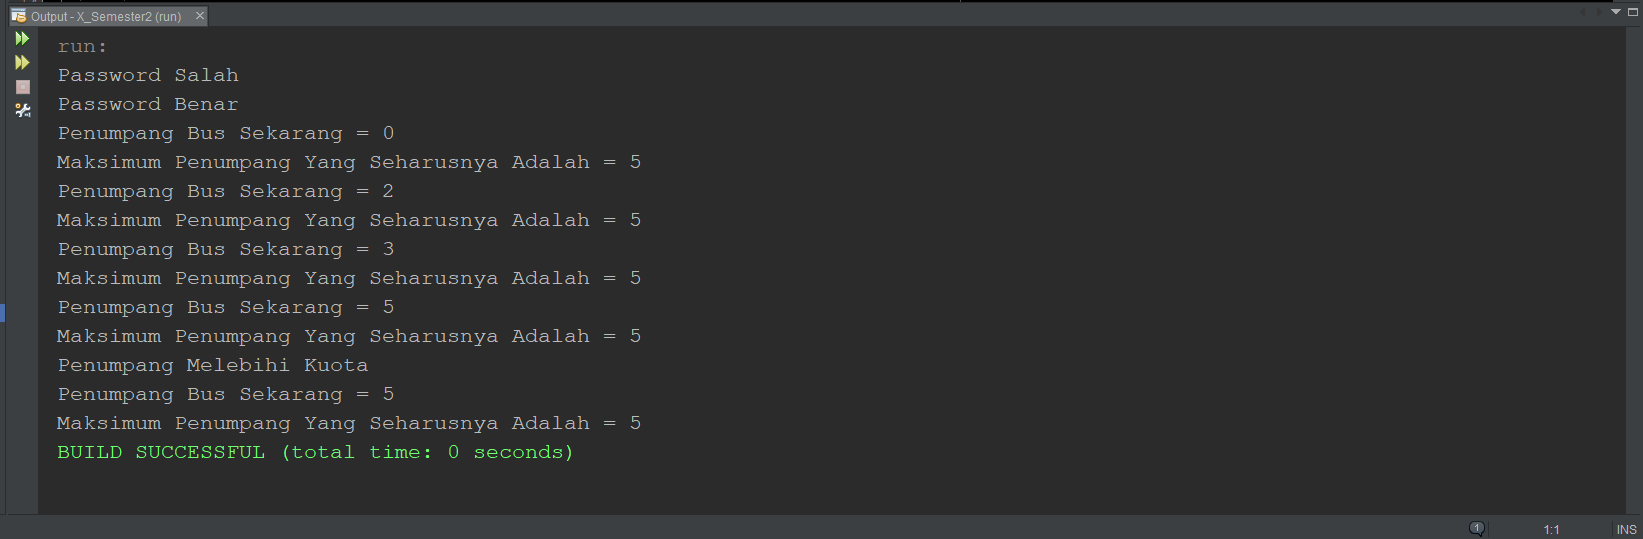 Output - X_Semester2 (run)
run:
Password Salah
Password Benar
Penumpang Bus Sekarang = 0
Maksimum Penumpang Yang Seharusnya Adalah = 5
Penumpang Bus Sekarang = 2
Maksimum Penumpang Yang Seharusnya Adalah = 5
Penumpang Bus Sekarang = 3
Maksimum Penumpang Yang Seharusnya Adalah = 5
Penumpang Bus Sekarang = 5
Maksimum Penumpang Yang Seharusnya Adalah = 5
Penumpang Melebihi Kuota
Penumpang Bus Sekarang = 5
Maksimum Penumpang Yang Seharusnya Adalah = 5
BUILD SUCCESSFUL (total time: 0 seconds)
1 1:1 INS